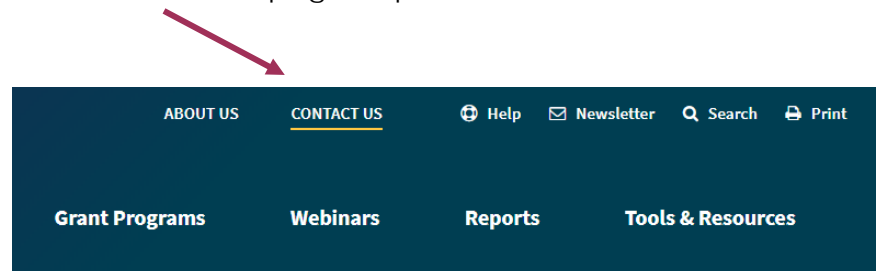 ABOUT US CONTACT US Help Newsletter Search Print
Grant Programs Webinars Reports Tools & Resources